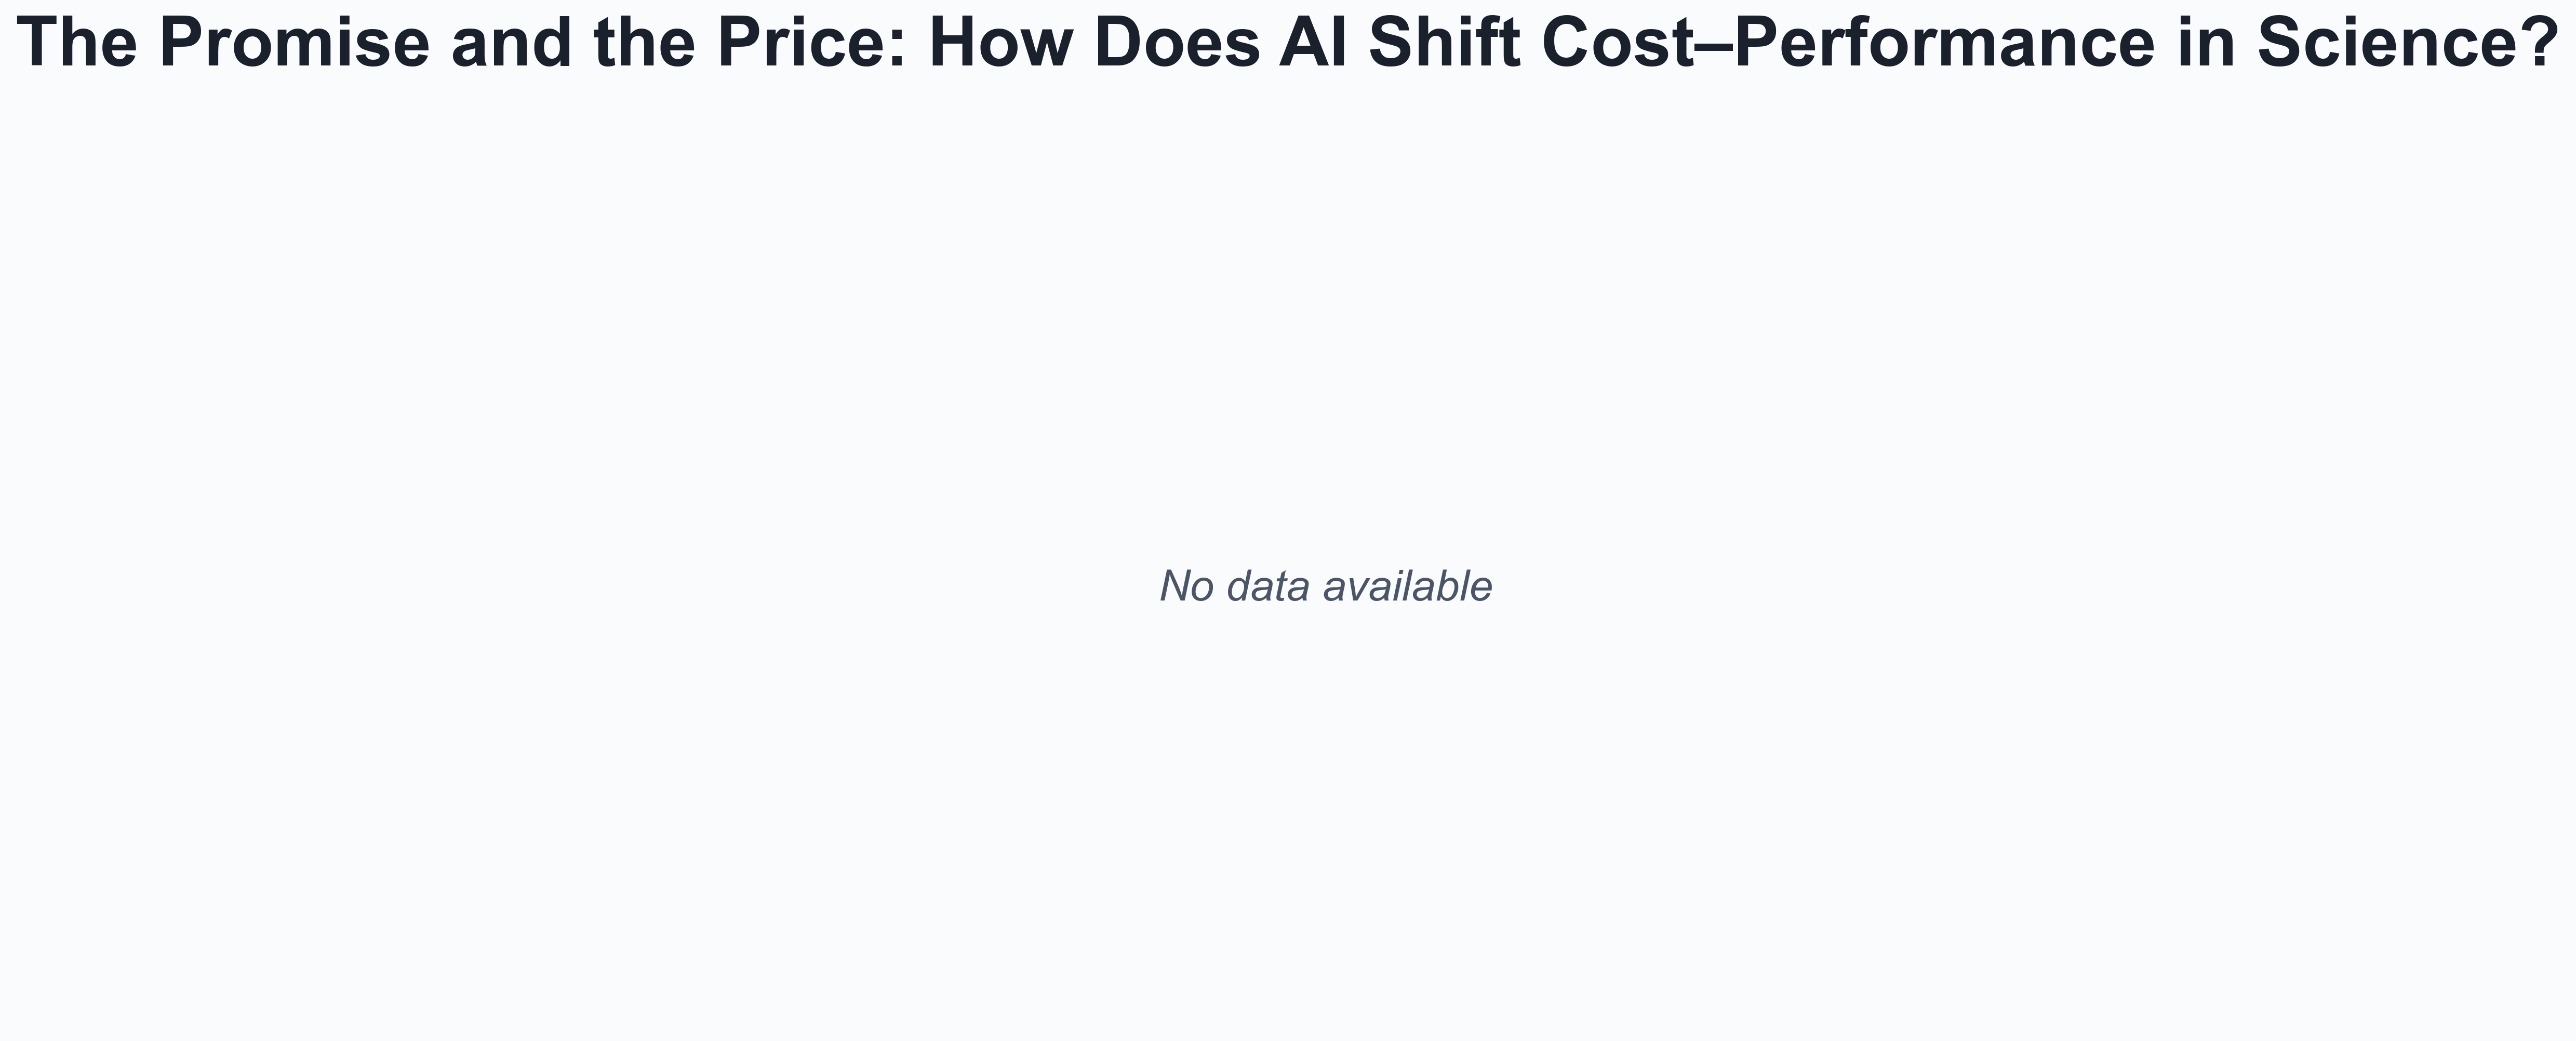 The Promise and the Price: How Does AI Shift Cost–Performance in Science?
No data available